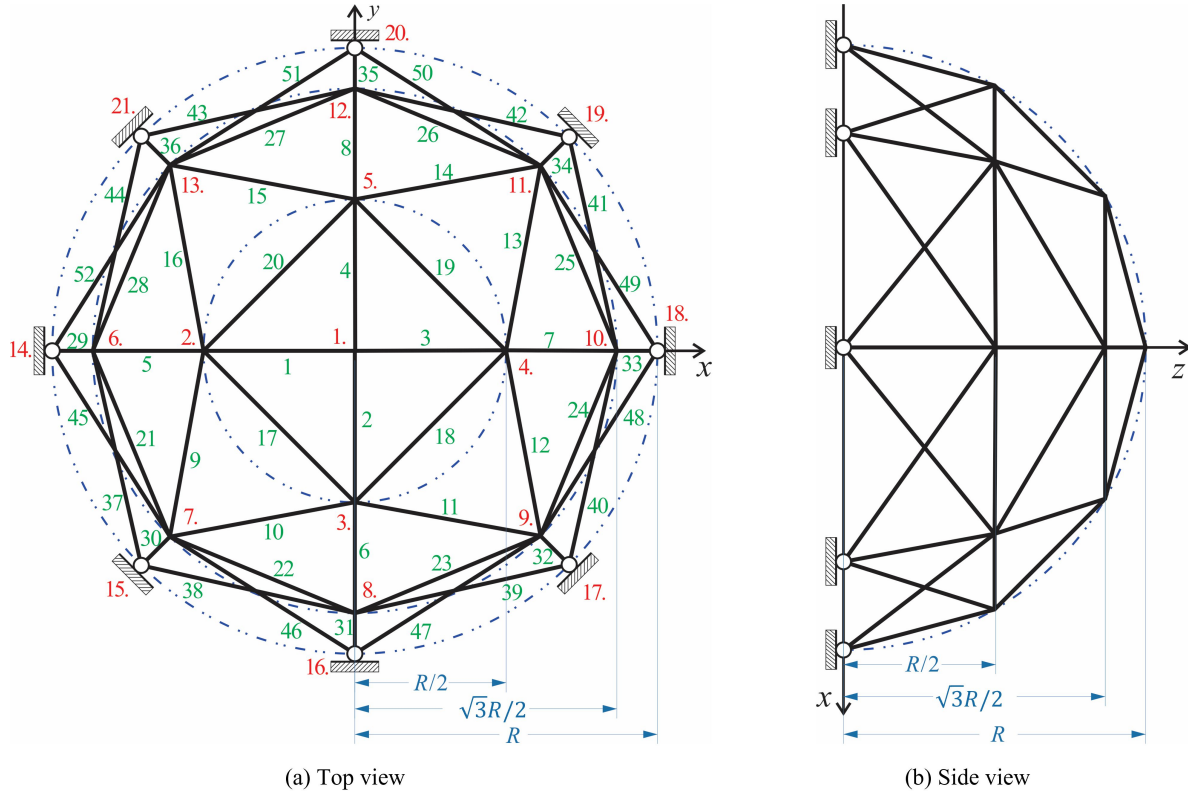 y
20.
51 35 50
21. 43 12. 42 19.
36 27 8 26 34
13. 15 5. 14 11. 41
44
16 20 4 19 13 25
52 28 49
14. 29 6. 2. 1. 3 7 10. 18.
5 1 4. 33 x
45 21 17 2 18 24 48
9 12
37 7. 10 3. 11 9. 40
30 22 6 23 32
15. 38 8. 39 17.
46 31 47
16.
R/2
√3R/2
R
(a) Top view
z
R/2
x √3R/2
R
(b) Side view